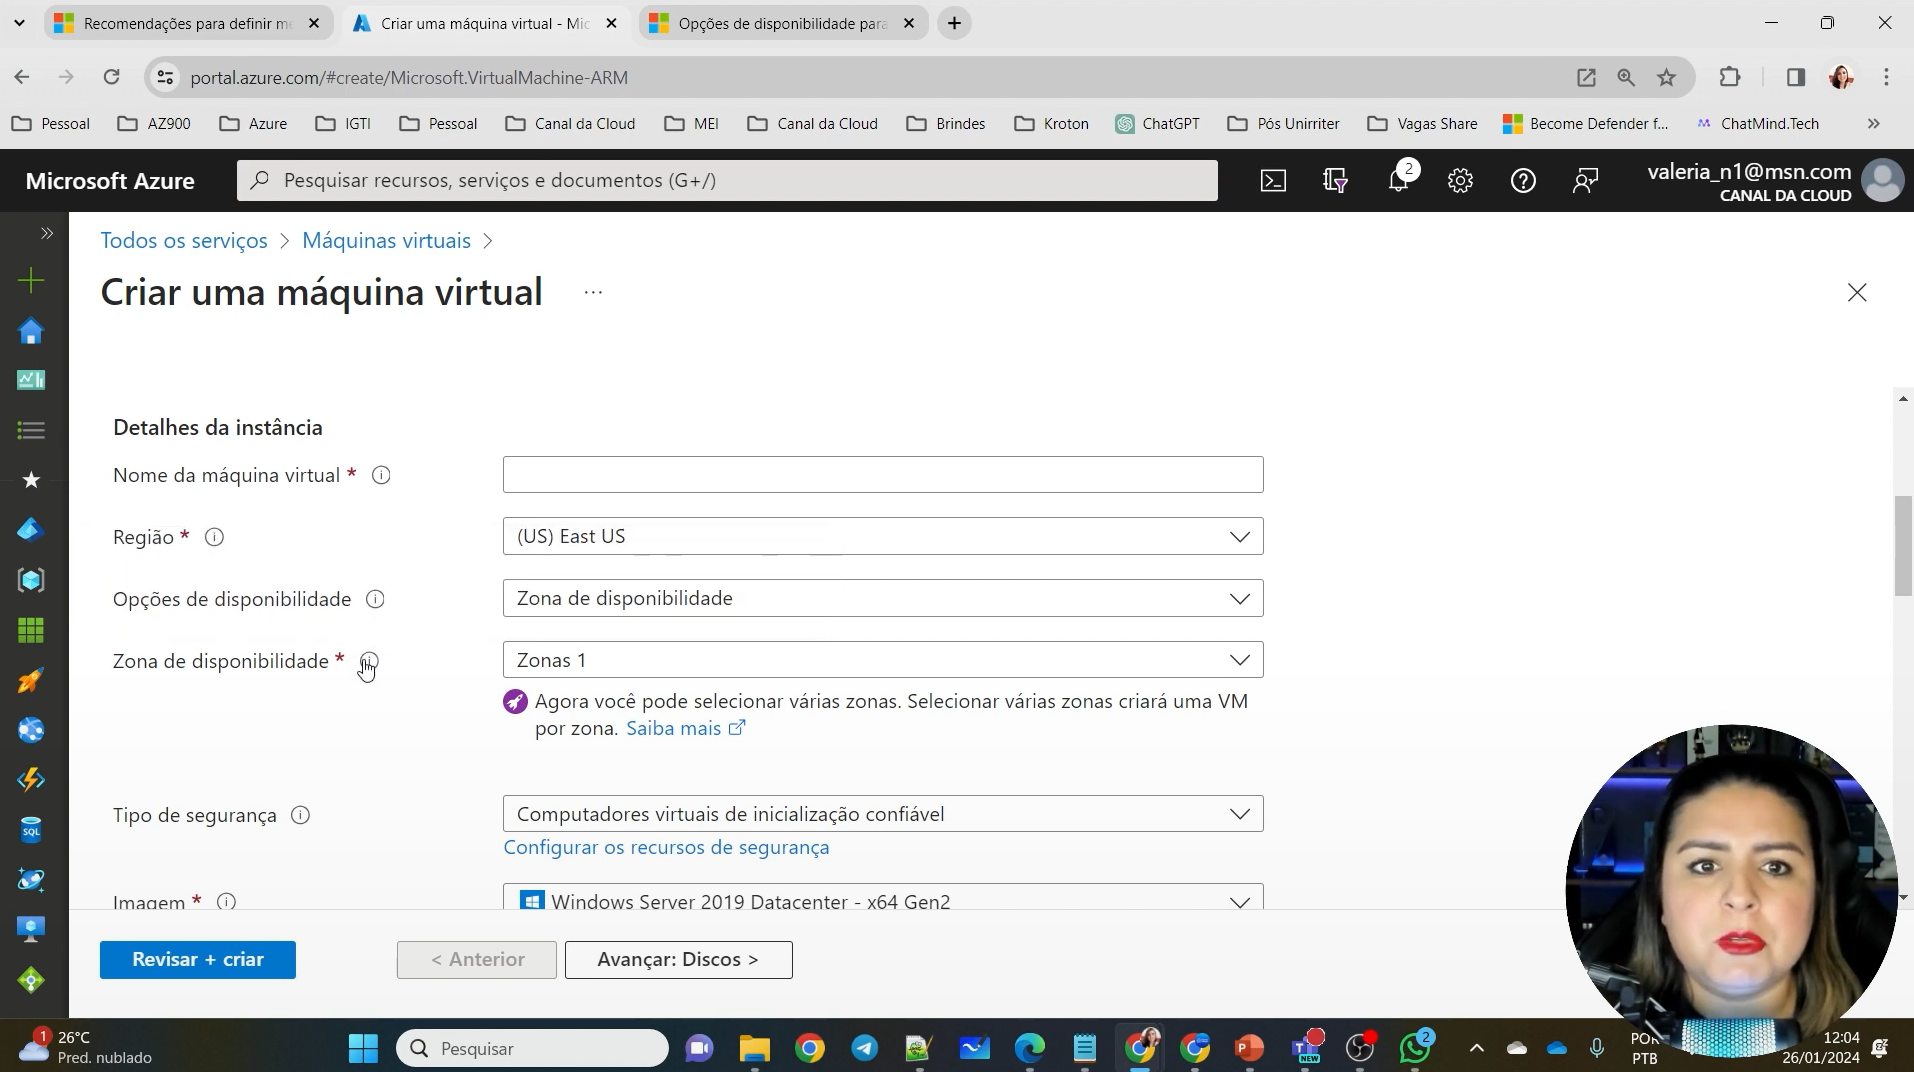 Recomendações para definir me
Criar uma máquina virtual - Mic
Opções de disponibilidade para
portal.azure.com/#create/Microsoft.VirtualMachine-ARM
Pessoal
AZ900
Azure
IGTI
Pessoal
Canal da Cloud
MEI
Canal da Cloud
Brindes
Kroton
ChatGPT
Pós Unirriter
Vagas Share
Become Defender f...
ChatMind.Tech
»
Microsoft Azure
Pesquisar recursos, serviços e documentos (G+/)
2
valeria_n1@msn.com
CANAL DA CLOUD
Todos os serviços > Máquinas virtuais >
Criar uma máquina virtual ...
Detalhes da instância
Nome da máquina virtual *
Região *
(US) East US
Opções de disponibilidade
Zona de disponibilidade
Zona de disponibilidade *
Zonas 1
Agora você pode selecionar várias zonas. Selecionar várias zonas criará uma VM
por zona. Saiba mais
Tipo de segurança
Computadores virtuais de inicialização confiável
Configurar os recursos de segurança
Imagem *
Windows Server 2019 Datacenter - x64 Gen2
SQL
Revisar + criar
< Anterior
Avançar: Discos >
1
26°C
Pred. nublado
Pesquisar
NEW
2
POR
PTB
12:04
26/01/2024